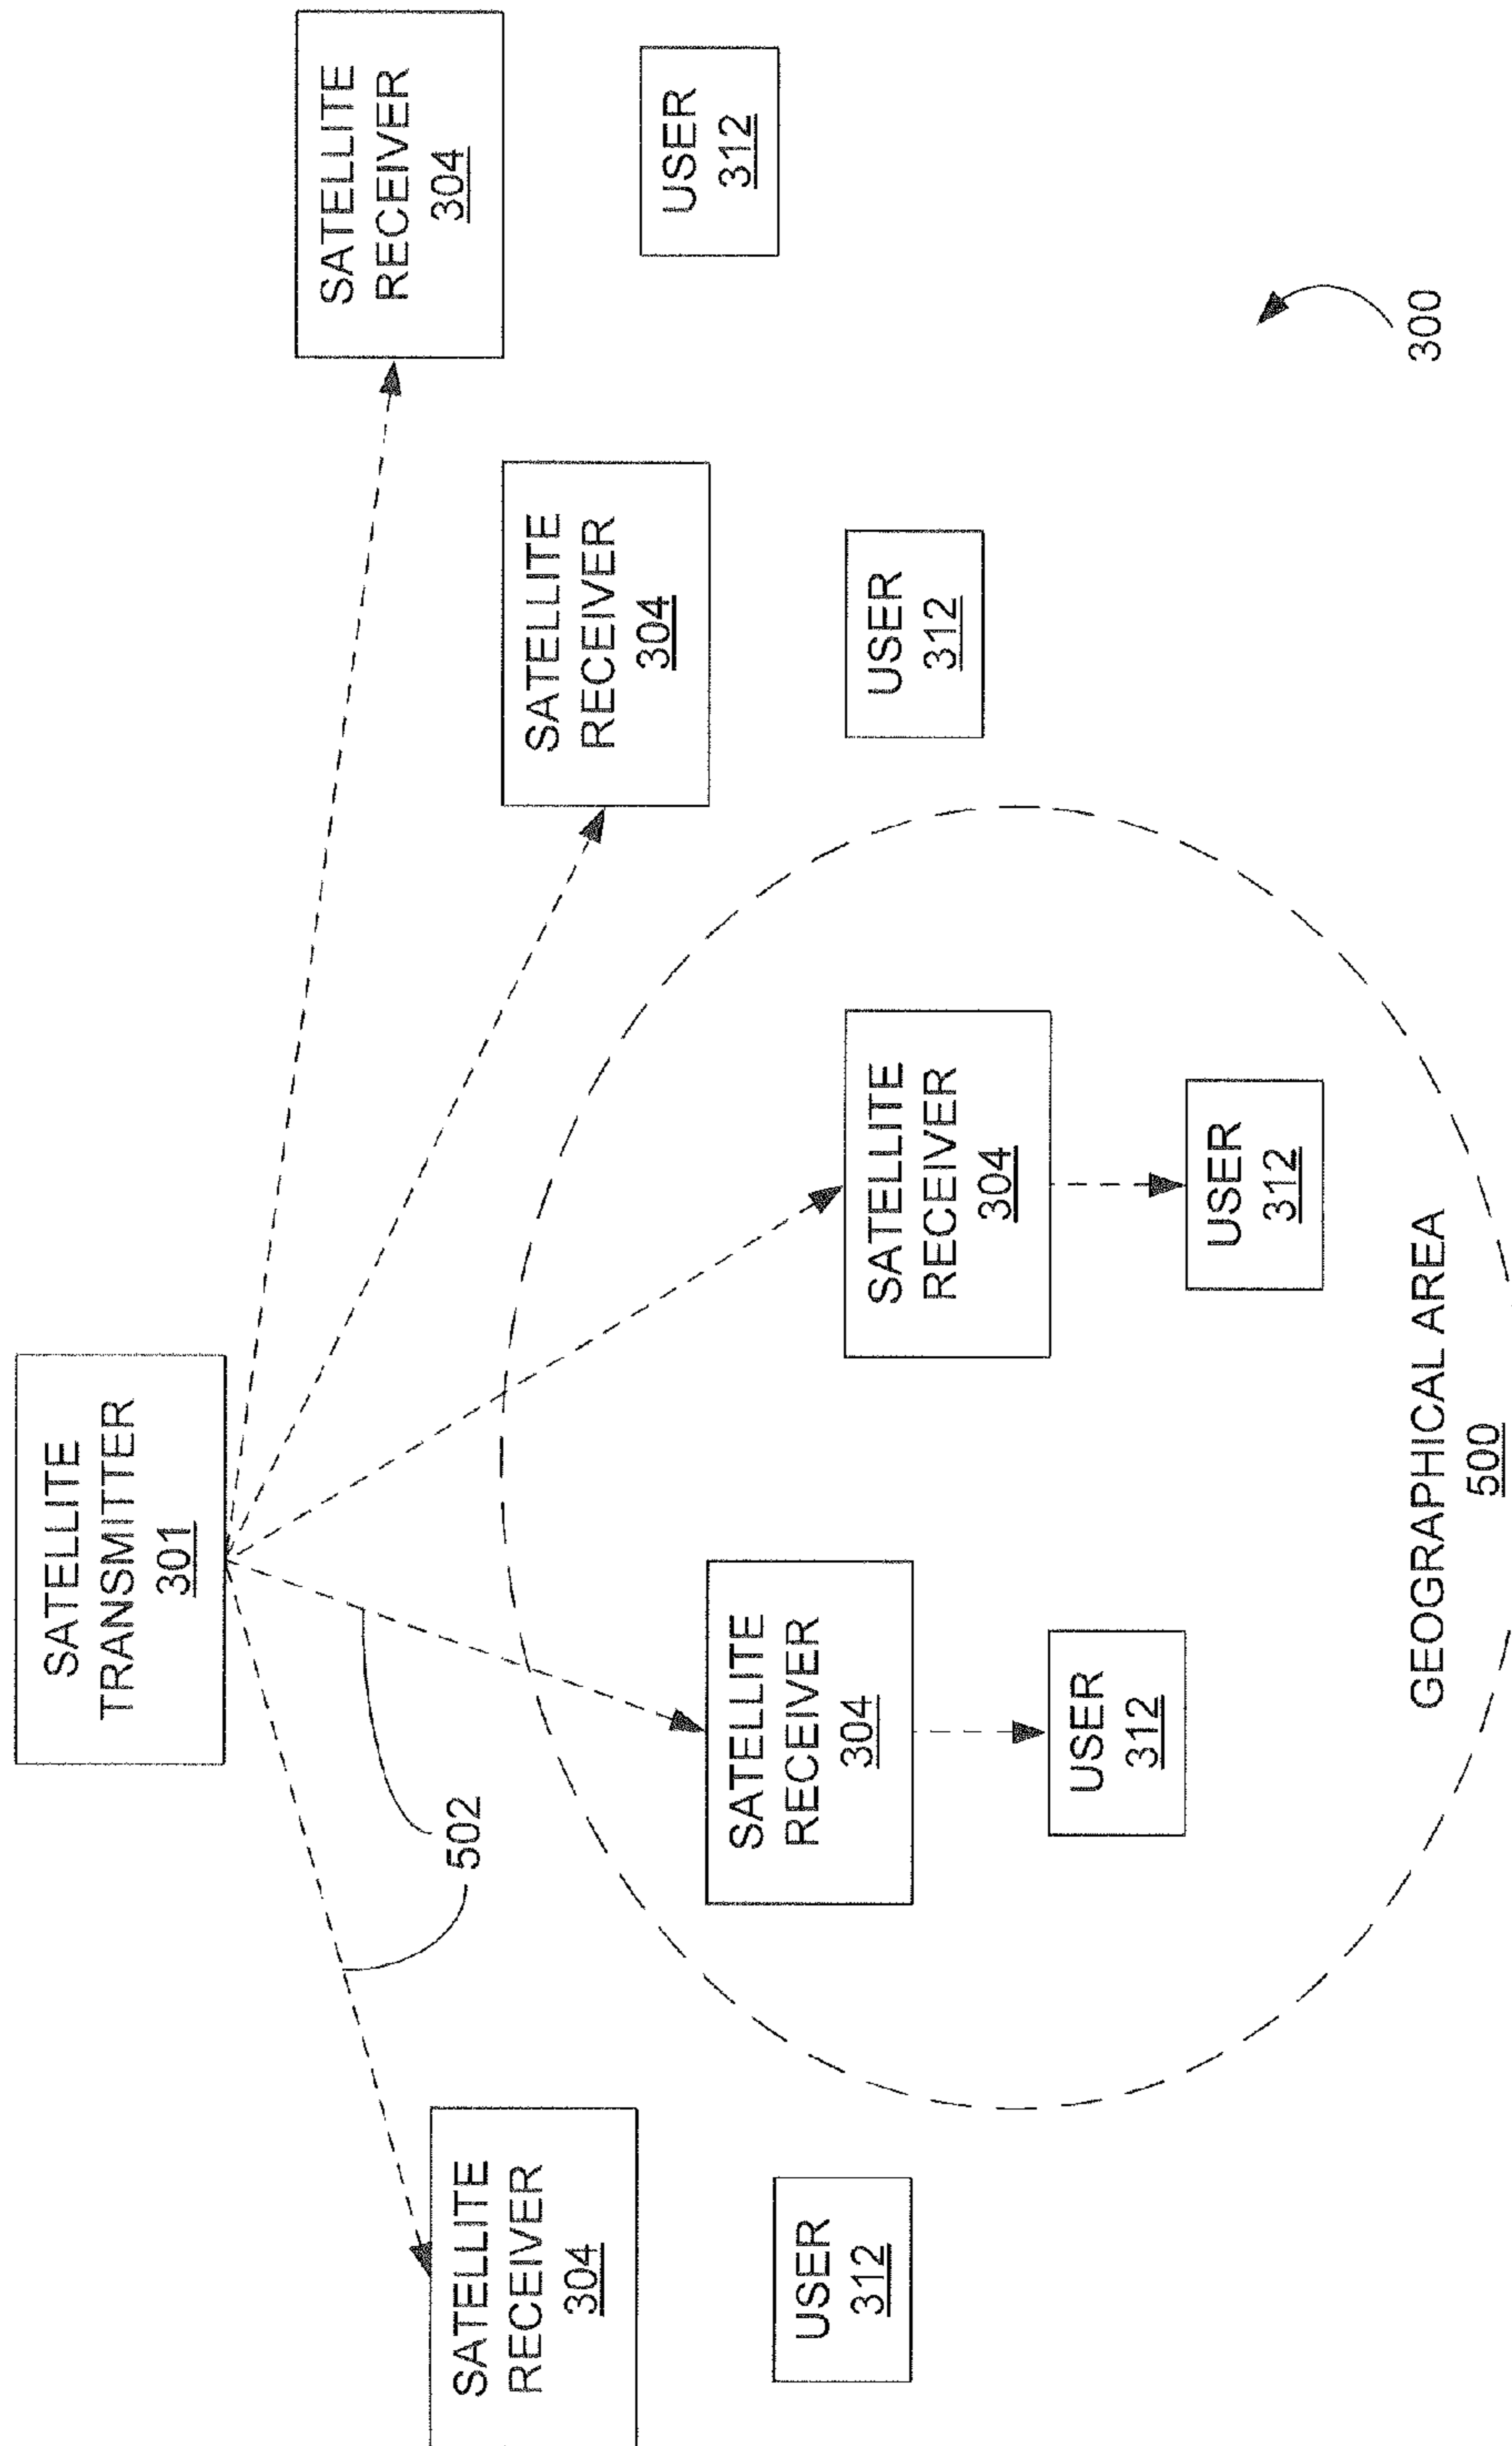 SATELLITE
TRANSMITTER
301
502
SATELLITE
RECEIVER
304
USER
312
SATELLITE
RECEIVER
304
USER
312
SATELLITE
RECEIVER
304
USER
312
SATELLITE
RECEIVER
304
USER
312
SATELLITE
RECEIVER
304
USER
312
GEOGRAPHICAL AREA
500
300